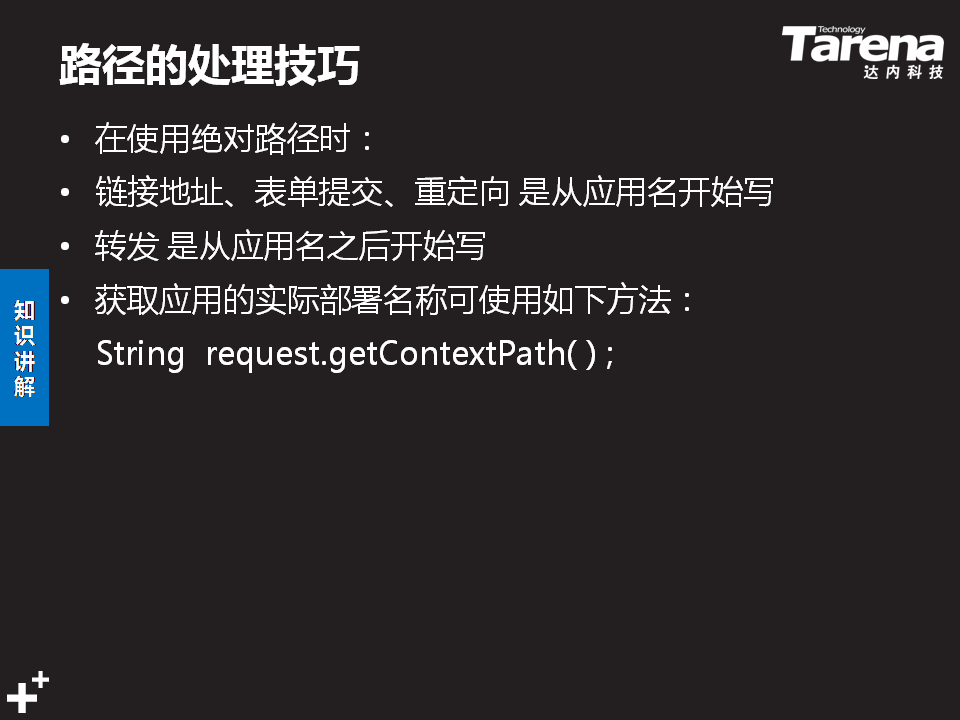 路径的处理技巧
Technology
Tarena
达内科技
• 在使用绝对路径时：
• 链接地址、表单提交、重定向 是从应用名开始写
• 转发 是从应用名之后开始写
• 获取应用的实际部署名称可使用如下方法：
String request.getContextPath( ) ;
知识讲解